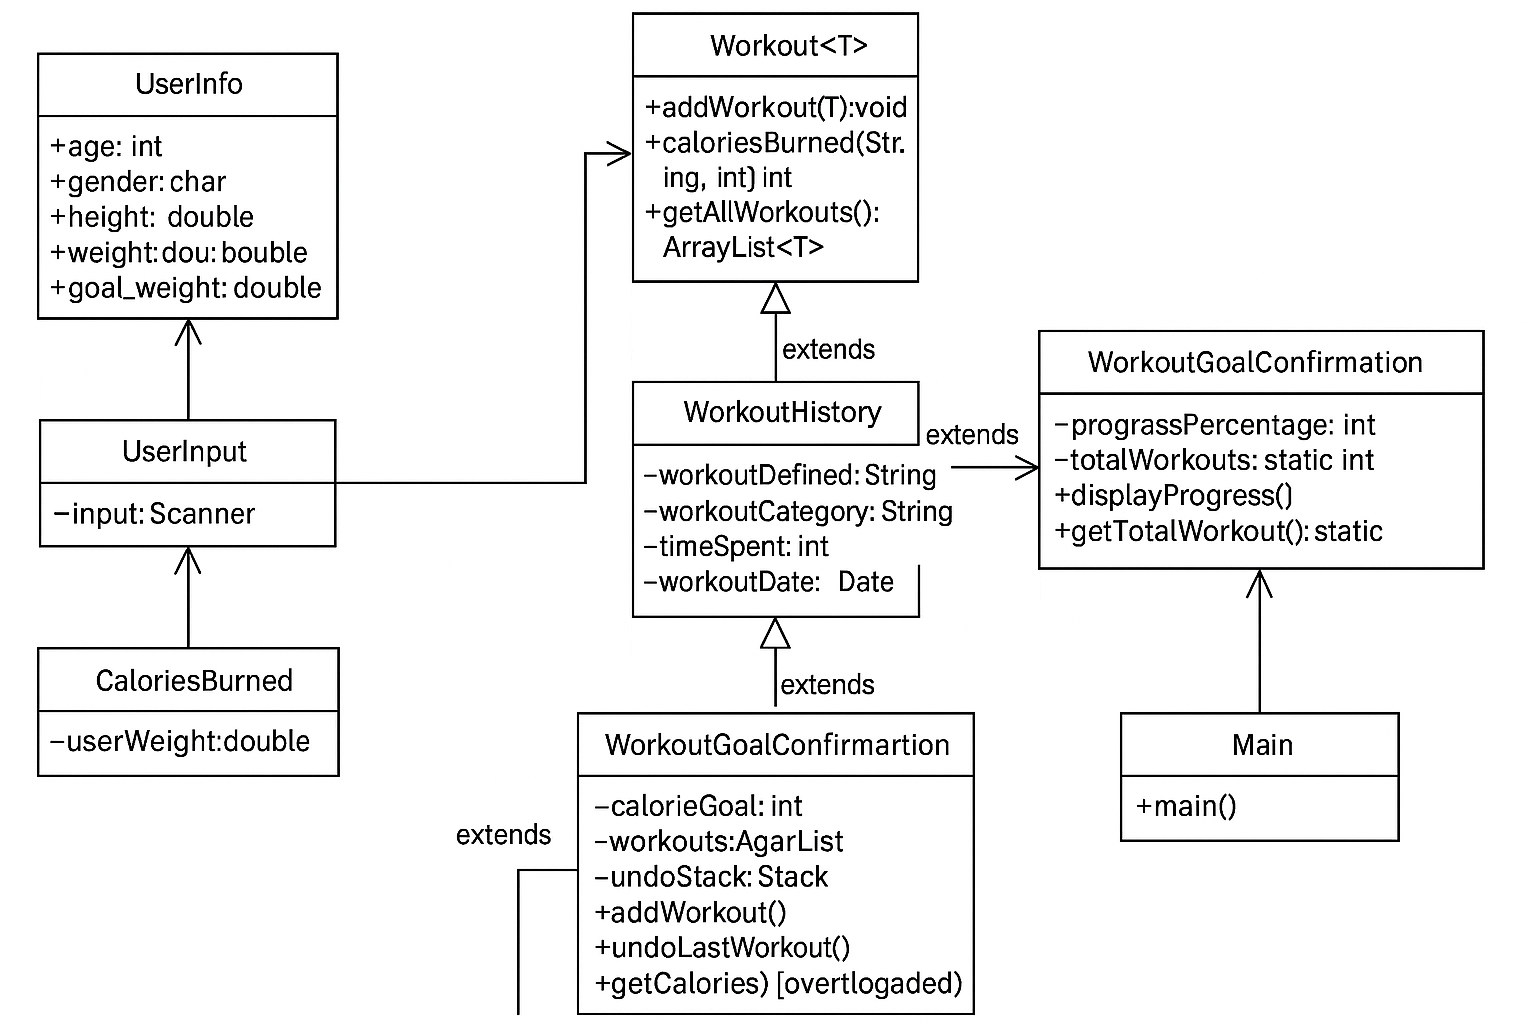 UserInfo
+age: int
+gender: char
+height: double
+weight:dou: bouble
+goal_weight: double
UserInput
–input: Scanner
CaloriesBurned
–userWeight:double
Workout<T>
+addWorkout(T):void
+caloriesBurned(Str.
ing, int) int
+getAllWorkouts():
ArrayList<T>
extends
WorkoutHistory
–workoutDefined: String
–workoutCategory: String
–timeSpent: int
–workoutDate: Date
extends
extends
WorkoutGoalConfirmartion
–calorieGoal: int
–workouts:AgarList
–undoStack: Stack
+addWorkout()
+undoLastWorkout()
+getCalories) [overtlogaded)
extends
WorkoutGoalConfirmation
–prograssPercentage: int
–totalWorkouts: static int
+displayProgress()
+getTotalWorkout(): static
Main
+main()